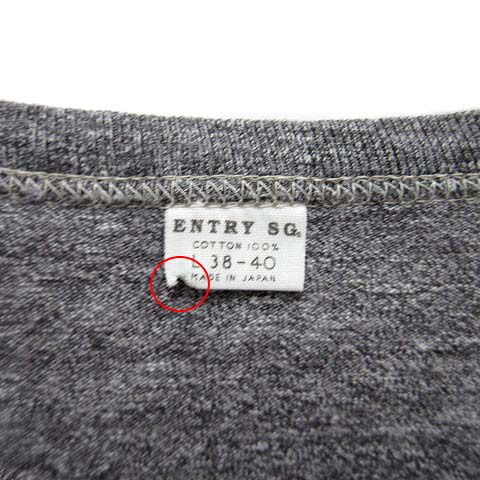 ENTRY SG.
COTTON 100%
L 38-40
MADE IN JAPAN